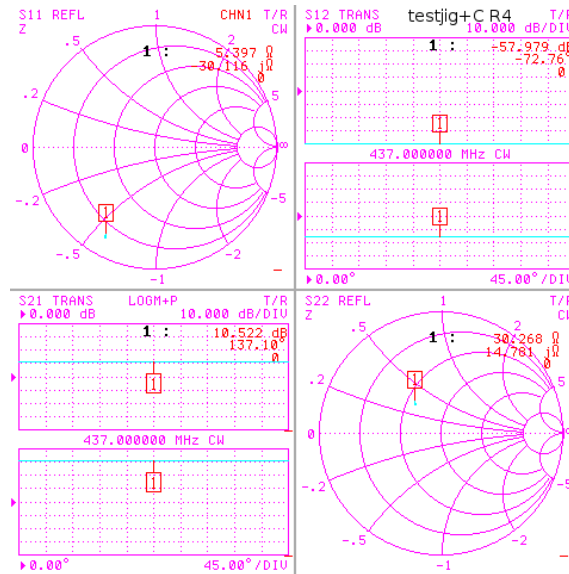 S11 REFL CHN1 T/R
Z CW
1 : 5.397 Ω
-30.116 jΩ
0
1
.5
2
.2
5
0
∞
-.2
-5
-.5
-1
1
S12 TRANS testjig+C R4 T/R
0.000 dB 10.000 dB/DIV
1 : -57.979 dB
-72.76°
0
1
437.000000 MHz CW
1
0.00° 45.00°/DIV
S21 TRANS LOGM+P T/R
0.000 dB 10.000 dB/DIV
1 : 10.522 dB
137.10°
0
1
437.000000 MHz CW
1
0.00° 45.00°/DIV
S22 REFL T/R
Z CW
1 : 30.268 Ω
14.781 jΩ
0
1
.5
2
.2
5
0
∞
-.2
-5
-.5
-2
-1
1